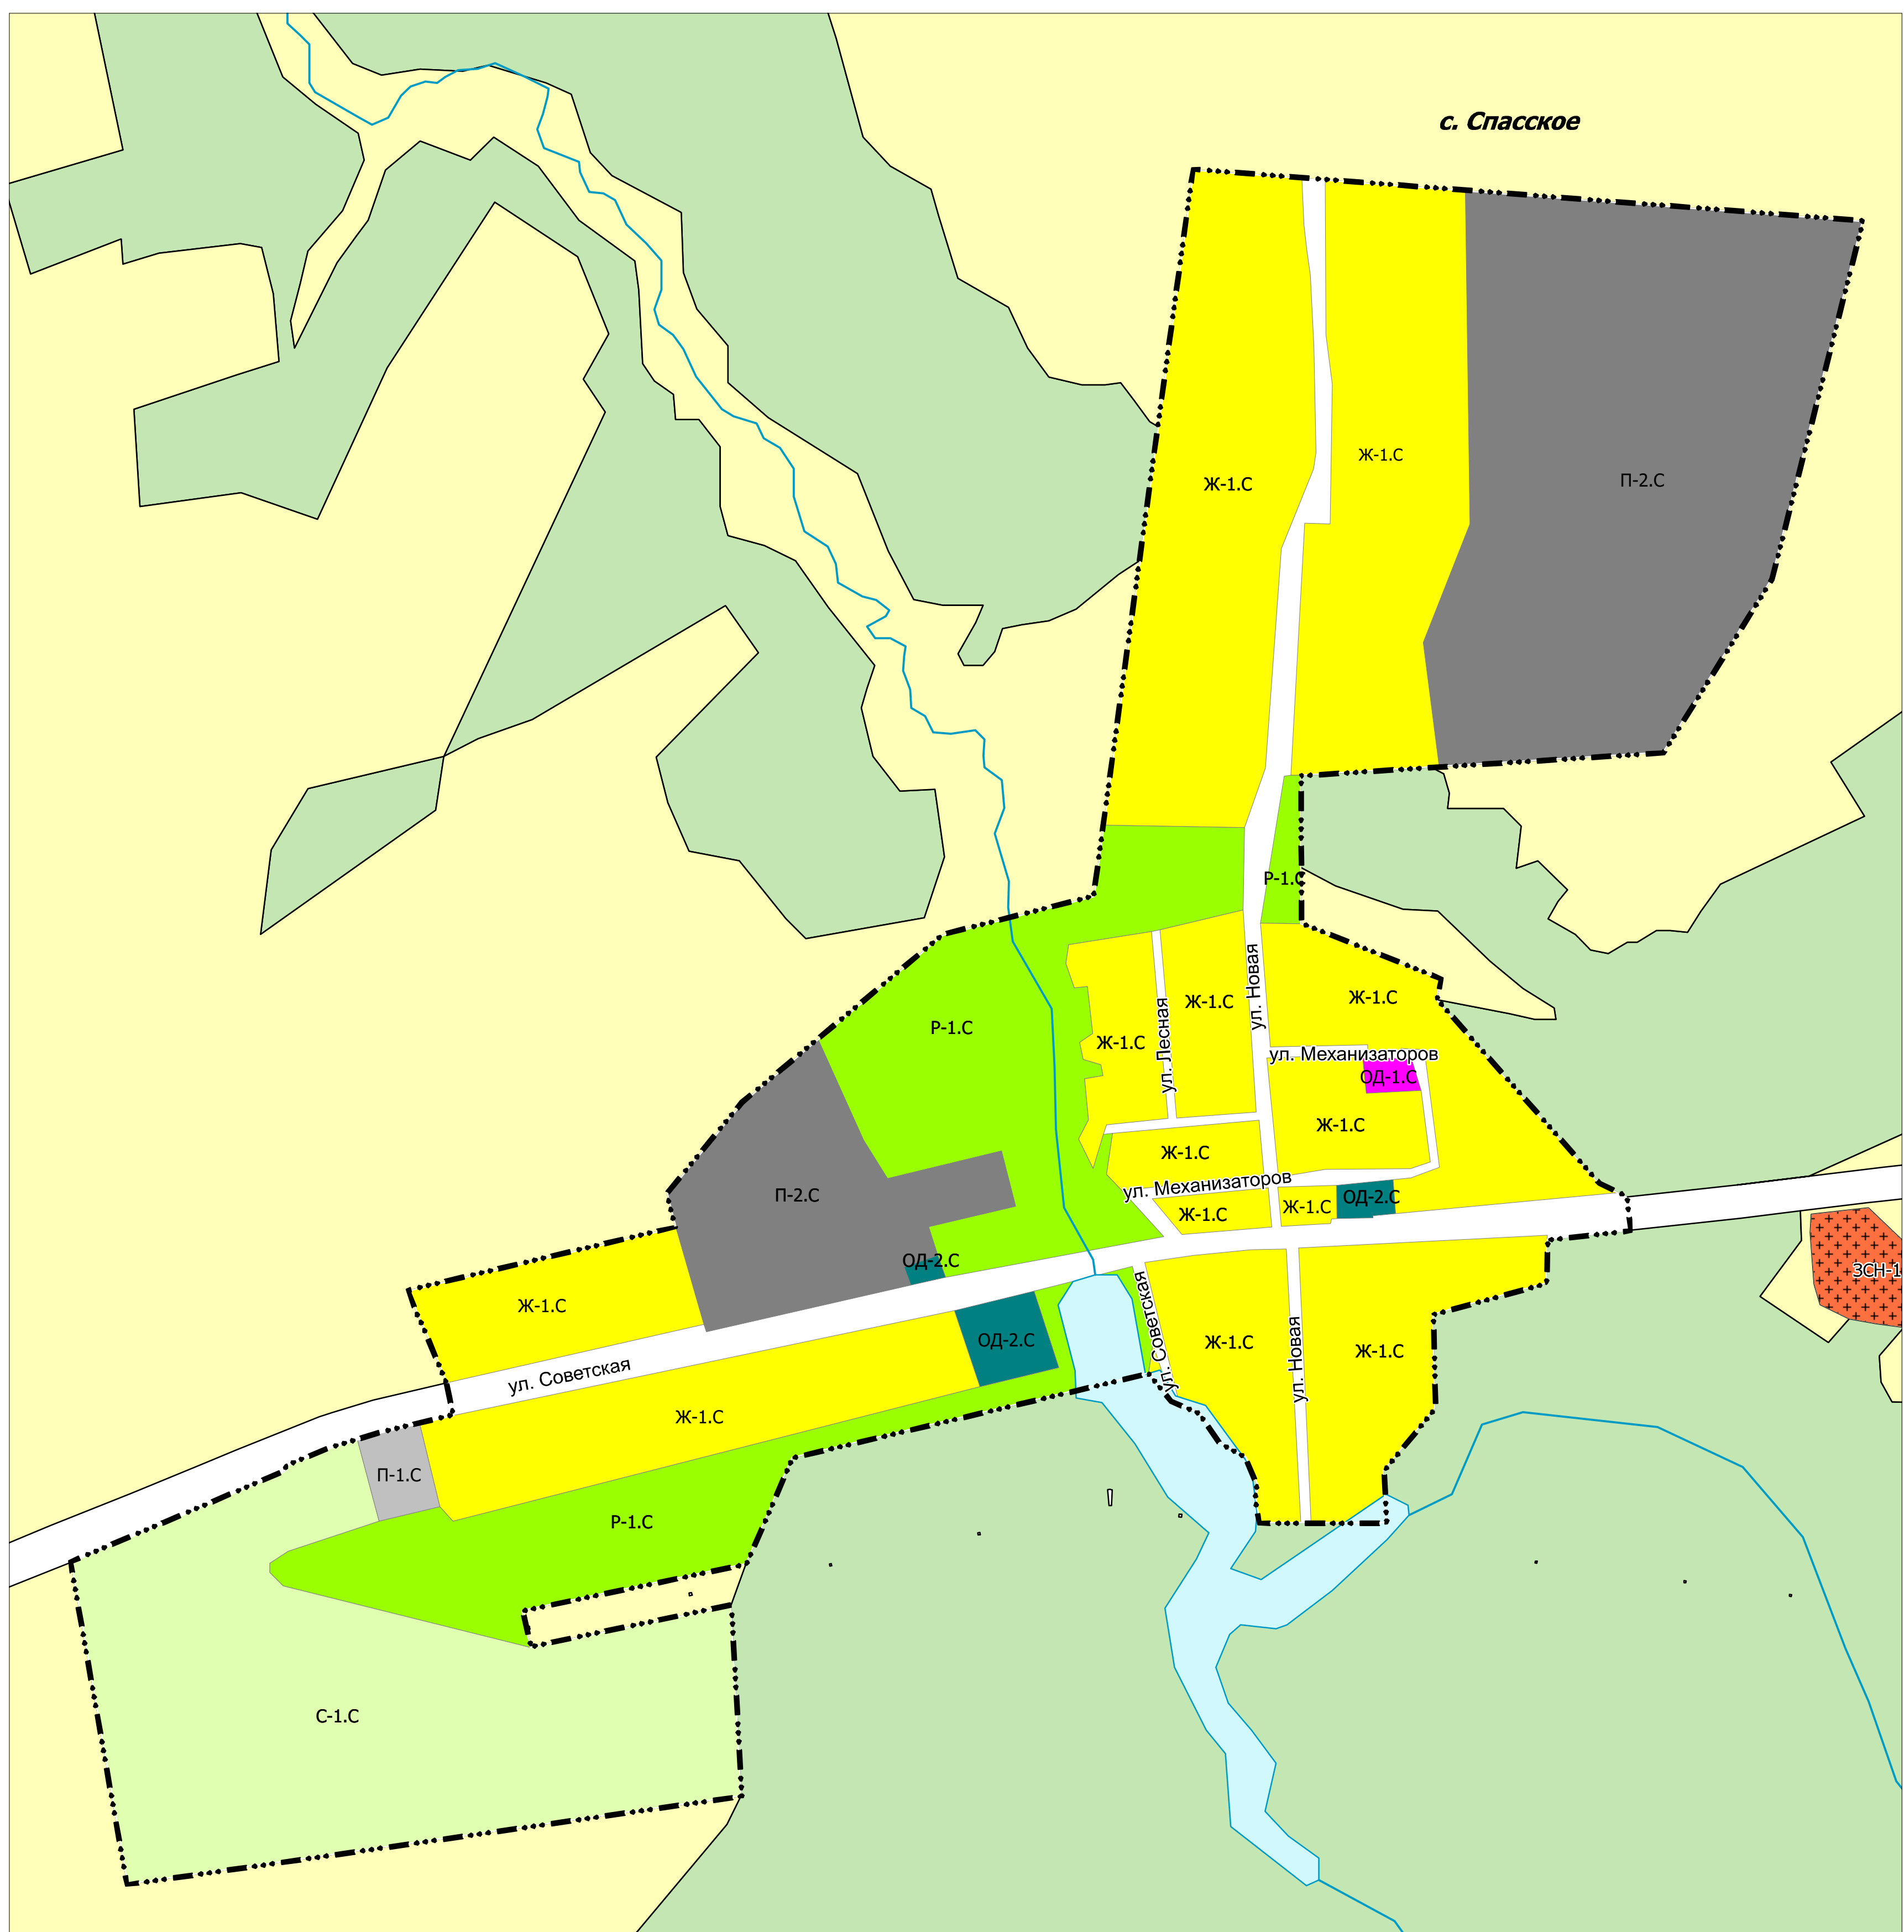 с. Спасское
Ж-1.С
П-2.С
Ж-1.С
Р-1.С
ул. Новая
Ж-1.С
Ж-1.С
ул. Лесная
Р-1.С
Ж-1.С
ул. Механизаторов
ОД-1.С
Ж-1.С
Ж-1.С
ул. Механизаторов
П-2.С
ОД-2.С
Ж-1.С
Ж-1.С
ОД-2.С
ЗСН-1
Ж-1.С
ул. Советская
ОД-2.С
Ж-1.С
ул. Новая
Ж-1.С
ул. Советская
Ж-1.С
П-1.С
Р-1.С
С-1.С